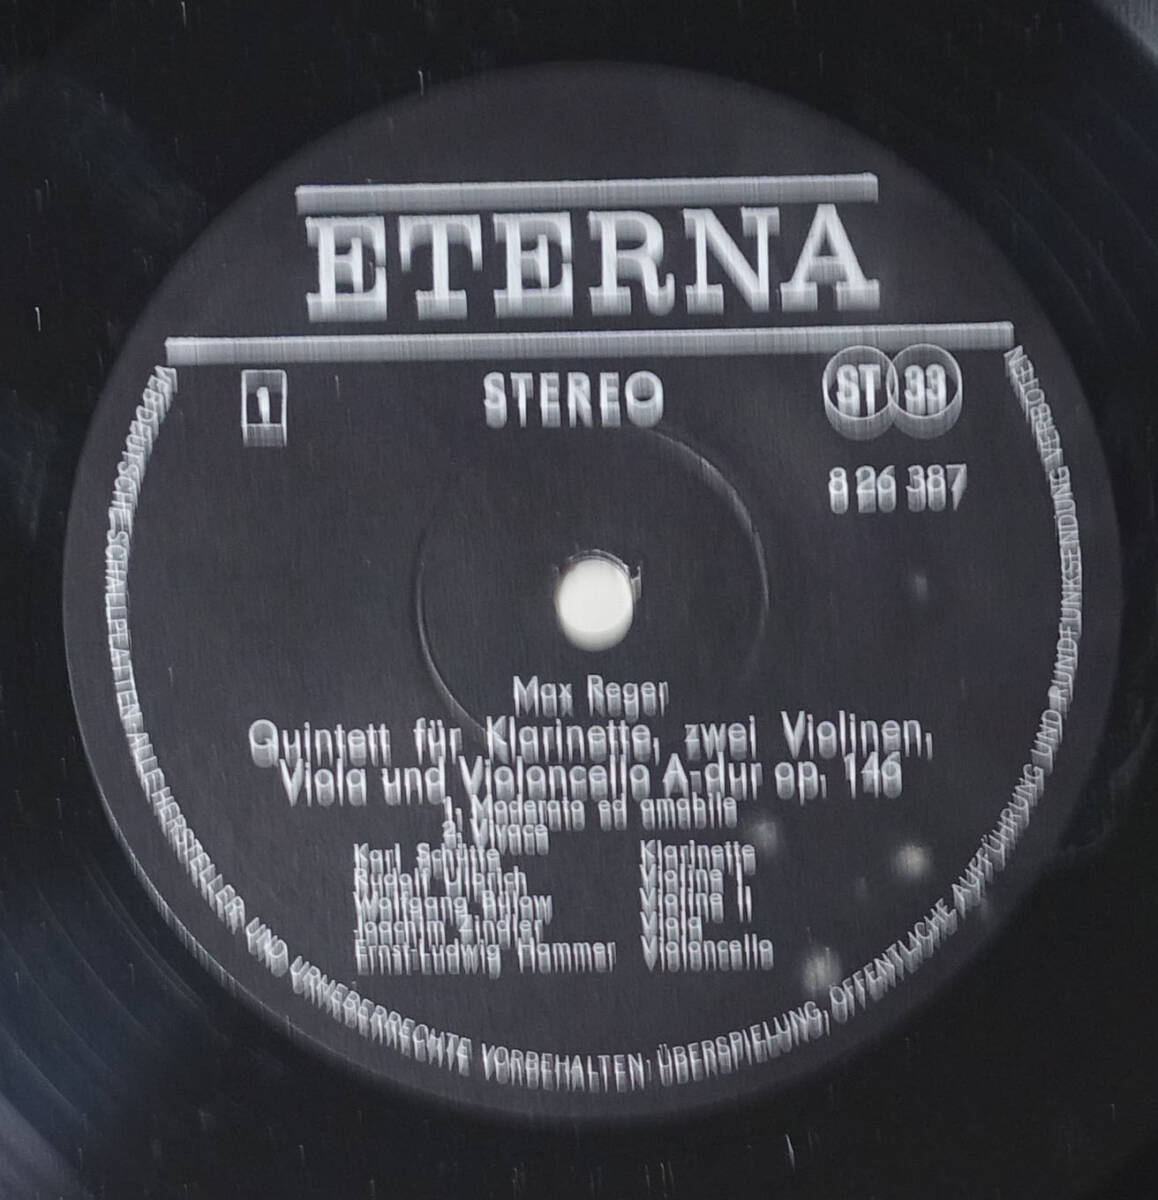 ETERNA
1 STEREO ST 33
8 26 387
Max Reger
Quintett für Klarinette, zwei Violinen,
Viola und Violoncello A-dur op. 146
1. Moderato ed amabile
2. Vivace
Karl Schütte Klarinette
Rudolf Ulbrich Violine I
Wolfgang Bülow Violine II
Joachim Zindler Viola
Ernst-Ludwig Hammer Violoncello
VEB DEUTSCHE SCHALLPLATTEN · ALLE HERSTELLER- UND URHEBERRECHTE VORBEHALTEN · ÜBERSPIELUNG, ÖFFENTLICHE AUFFÜHRUNG UND RUNDFUNKSENDUNG VERBOTEN